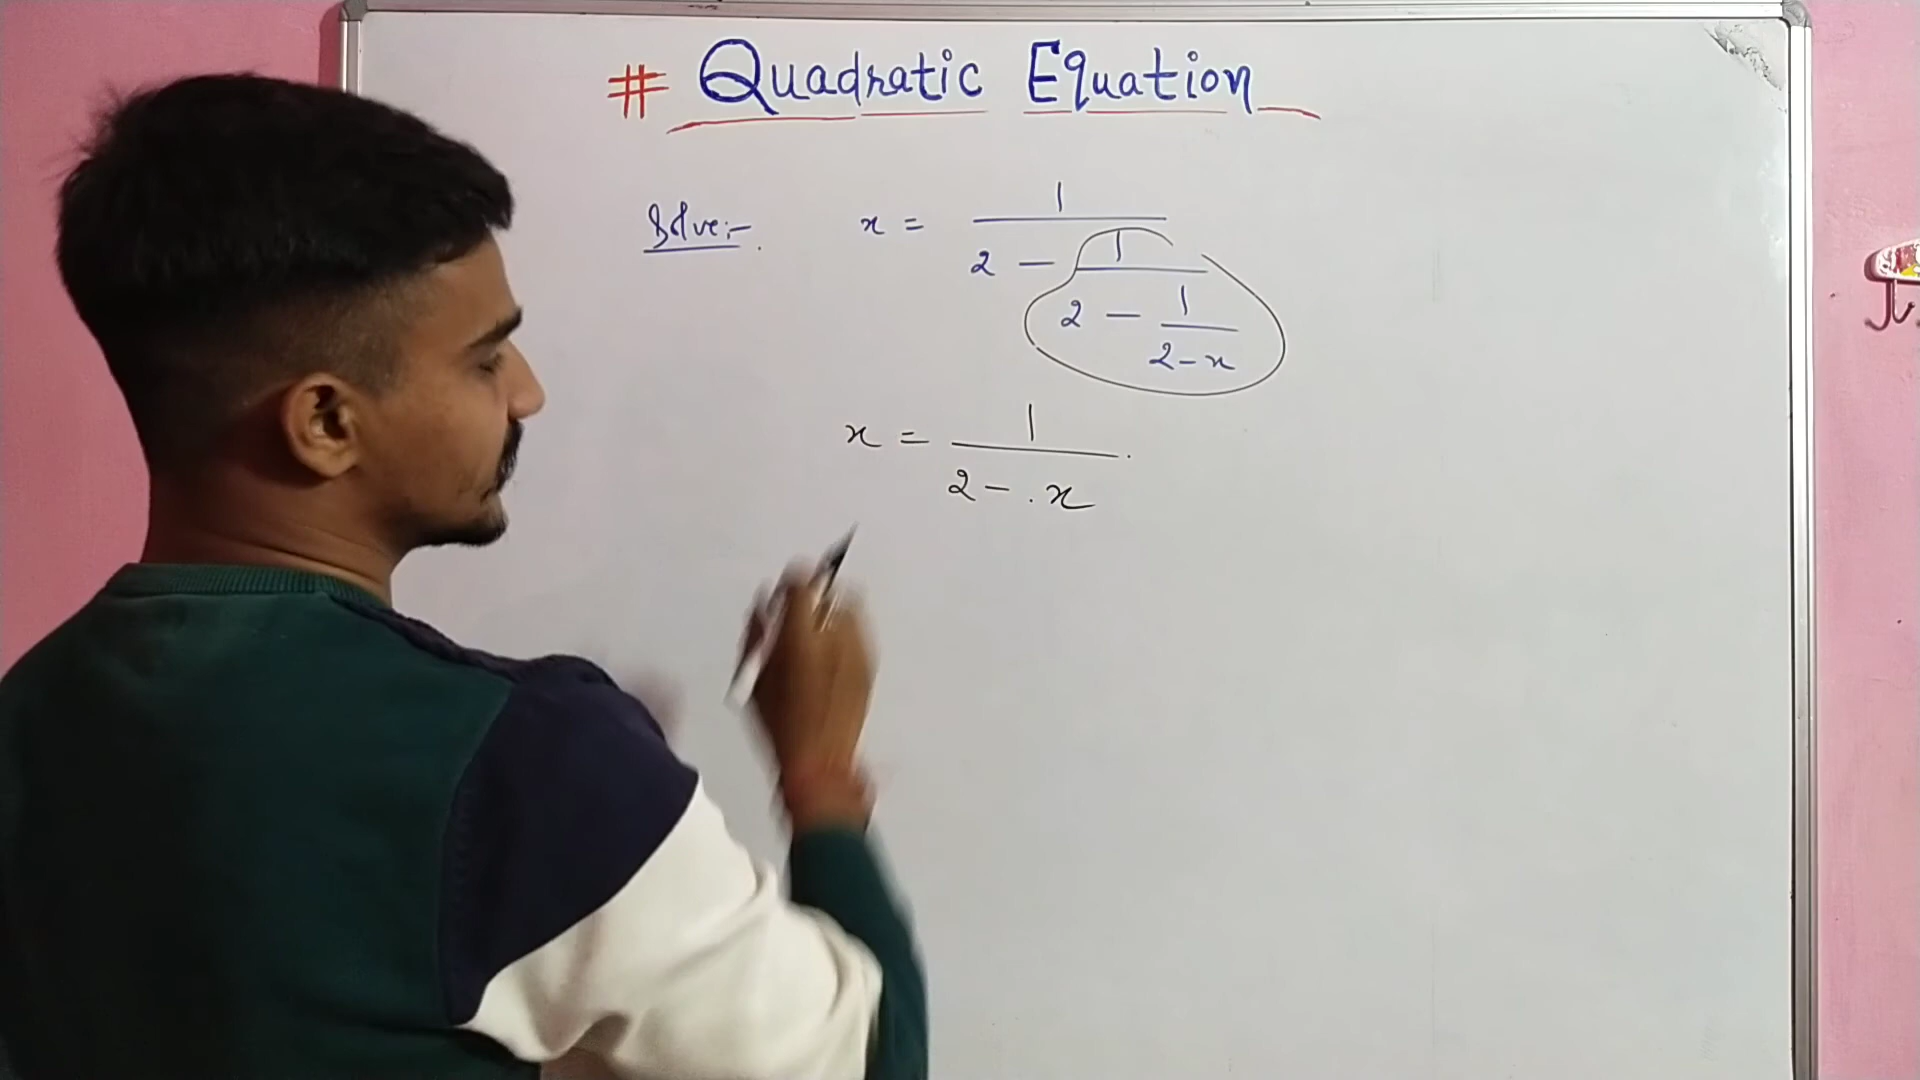 # Quadratic Equation
Solve:- x = 1 / (2 - 1 / (2 - 1 / (2-x)))
x = 1 / (2 - . x) .